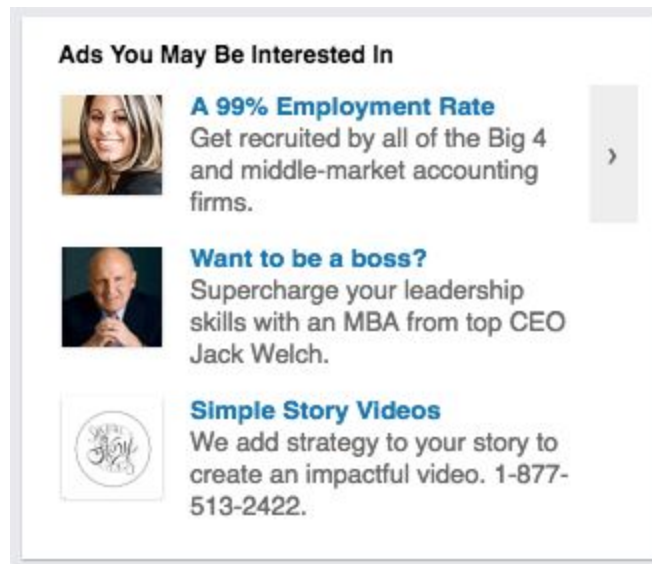 Ads You May Be Interested In
A 99% Employment Rate
Get recruited by all of the Big 4
and middle-market accounting
firms.
›
Want to be a boss?
Supercharge your leadership
skills with an MBA from top CEO
Jack Welch.
Story
Simple Story Videos
We add strategy to your story to
create an impactful video. 1-877-
513-2422.